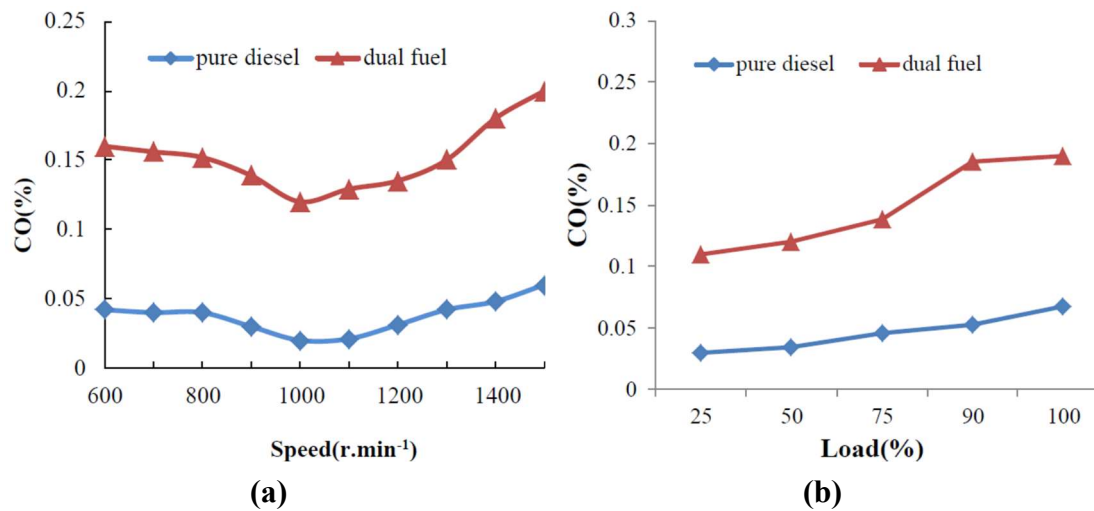 0.25
0.2
0.15
0.1
0.05
0
CO(%)
pure diesel
dual fuel
600
800
1000
1200
1400
Speed(r.min⁻¹)
(a)
0.3
0.25
0.2
0.15
0.1
0.05
0
CO(%)
pure diesel
dual fuel
25
50
75
90
100
Load(%)
(b)